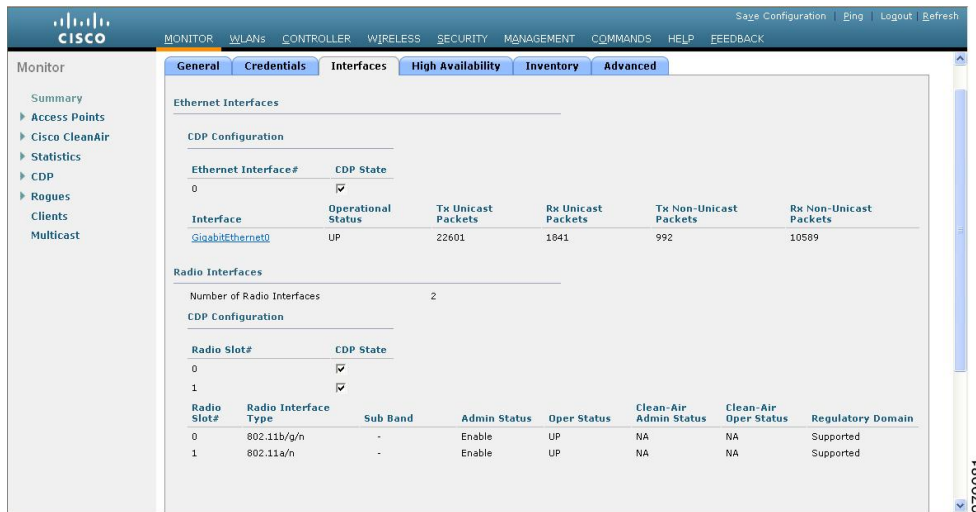 Save Configuration Ping Logout Refresh
CISCO
MONITOR WLANs CONTROLLER WIRELESS SECURITY MANAGEMENT COMMANDS HELP FEEDBACK
Monitor
Summary
Access Points
Cisco CleanAir
Statistics
CDP
Rogues
Clients
Multicast
General Credentials Interfaces High Availability Inventory Advanced
Ethernet Interfaces
CDP Configuration
Ethernet Interface# CDP State
0
Interface Operational Status Tx Unicast Packets Rx Unicast Packets Tx Non-Unicast Packets Rx Non-Unicast Packets
GigabitEthernet0 UP 22601 1841 992 10589
Radio Interfaces
Number of Radio Interfaces 2
CDP Configuration
Radio Slot# CDP State
0
1
Radio Slot# Radio Interface Type Sub Band Admin Status Oper Status Clean-Air Admin Status Clean-Air Oper Status Regulatory Domain
0 802.11b/g/n - Enable UP NA NA Supported
1 802.11a/n - Enable UP NA NA Supported